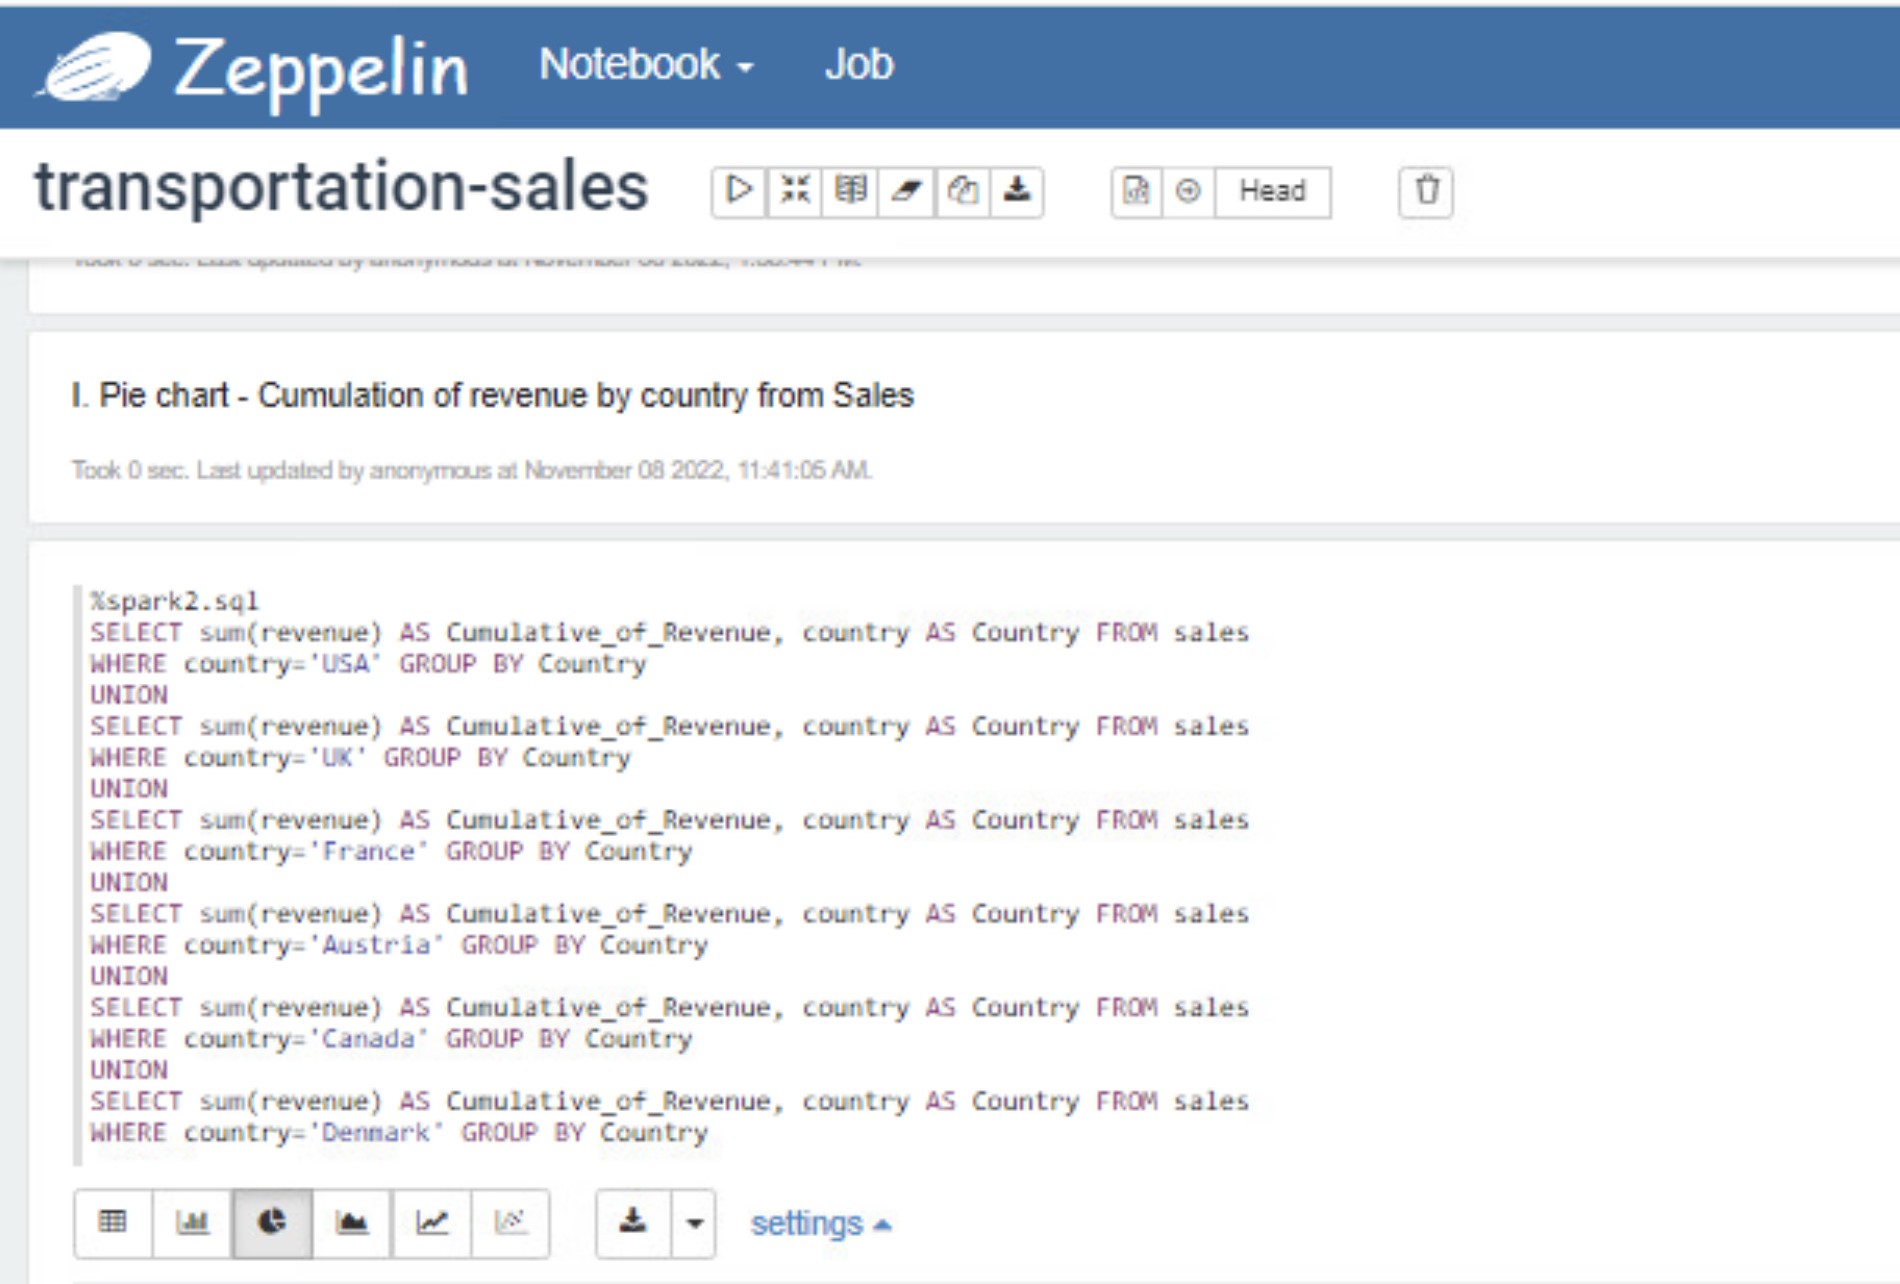 Zeppelin Notebook Job
transportation-sales Head
Took 0 sec. Last updated by anonymous at November 08 2022,
I. Pie chart - Cumulation of revenue by country from Sales
Took 0 sec. Last updated by anonymous at November 08 2022, 11:41:05 AM.
%spark2.sql
SELECT sum(revenue) AS Cumulative_of_Revenue, country AS Country FROM sales
WHERE country='USA' GROUP BY Country
UNION
SELECT sum(revenue) AS Cumulative_of_Revenue, country AS Country FROM sales
WHERE country='UK' GROUP BY Country
UNION
SELECT sum(revenue) AS Cumulative_of_Revenue, country AS Country FROM sales
WHERE country='France' GROUP BY Country
UNION
SELECT sum(revenue) AS Cumulative_of_Revenue, country AS Country FROM sales
WHERE country='Austria' GROUP BY Country
UNION
SELECT sum(revenue) AS Cumulative_of_Revenue, country AS Country FROM sales
WHERE country='Canada' GROUP BY Country
UNION
SELECT sum(revenue) AS Cumulative_of_Revenue, country AS Country FROM sales
WHERE country='Denmark' GROUP BY Country
settings